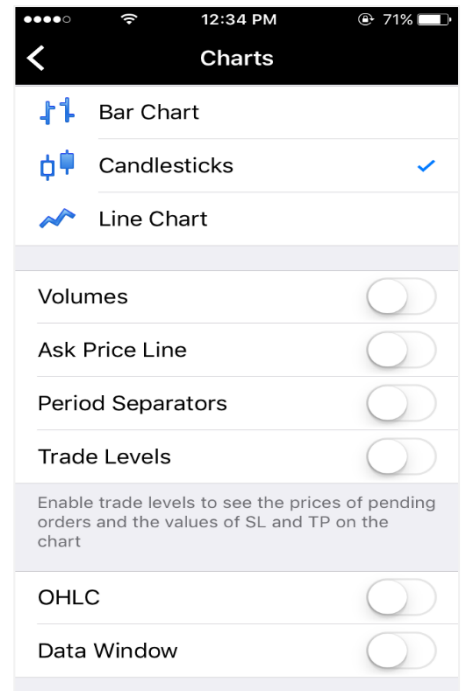 12:34 PM 71%
Charts
Bar Chart
Candlesticks
Line Chart
Volumes
Ask Price Line
Period Separators
Trade Levels
Enable trade levels to see the prices of pending
orders and the values of SL and TP on the
chart
OHLC
Data Window